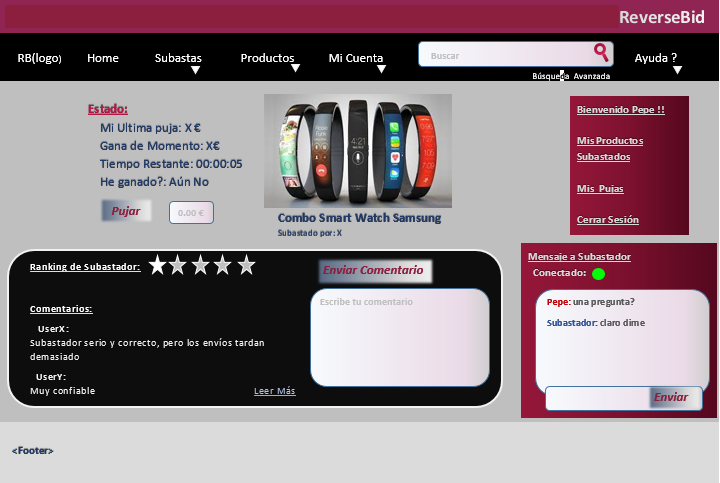 ReverseBid
RB(logo)
Home
Subastas
Productos
Mi Cuenta
Buscar
Búsqueda Avanzada
Ayuda ?
Estado:
Mi Ultima puja: X €
Gana de Momento: X€
Tiempo Restante: 00:00:05
He ganado?: Aún No
Pujar
0.00 €
4:21
Combo Smart Watch Samsung
Subastado por: X
Bienvenido Pepe !!
Mis Productos
Subastados
Mis Pujas
Cerrar Sesión
Ranking de Subastador:
Comentarios:
UserX:
Subastador serio y correcto, pero los envíos tardan
demasiado
UserY:
Muy confiable
Leer Más
Enviar Comentario
Escribe tu comentario
Mensaje a Subastador
Conectado:
Pepe: una pregunta?
Subastador: claro dime
Enviar
<Footer>